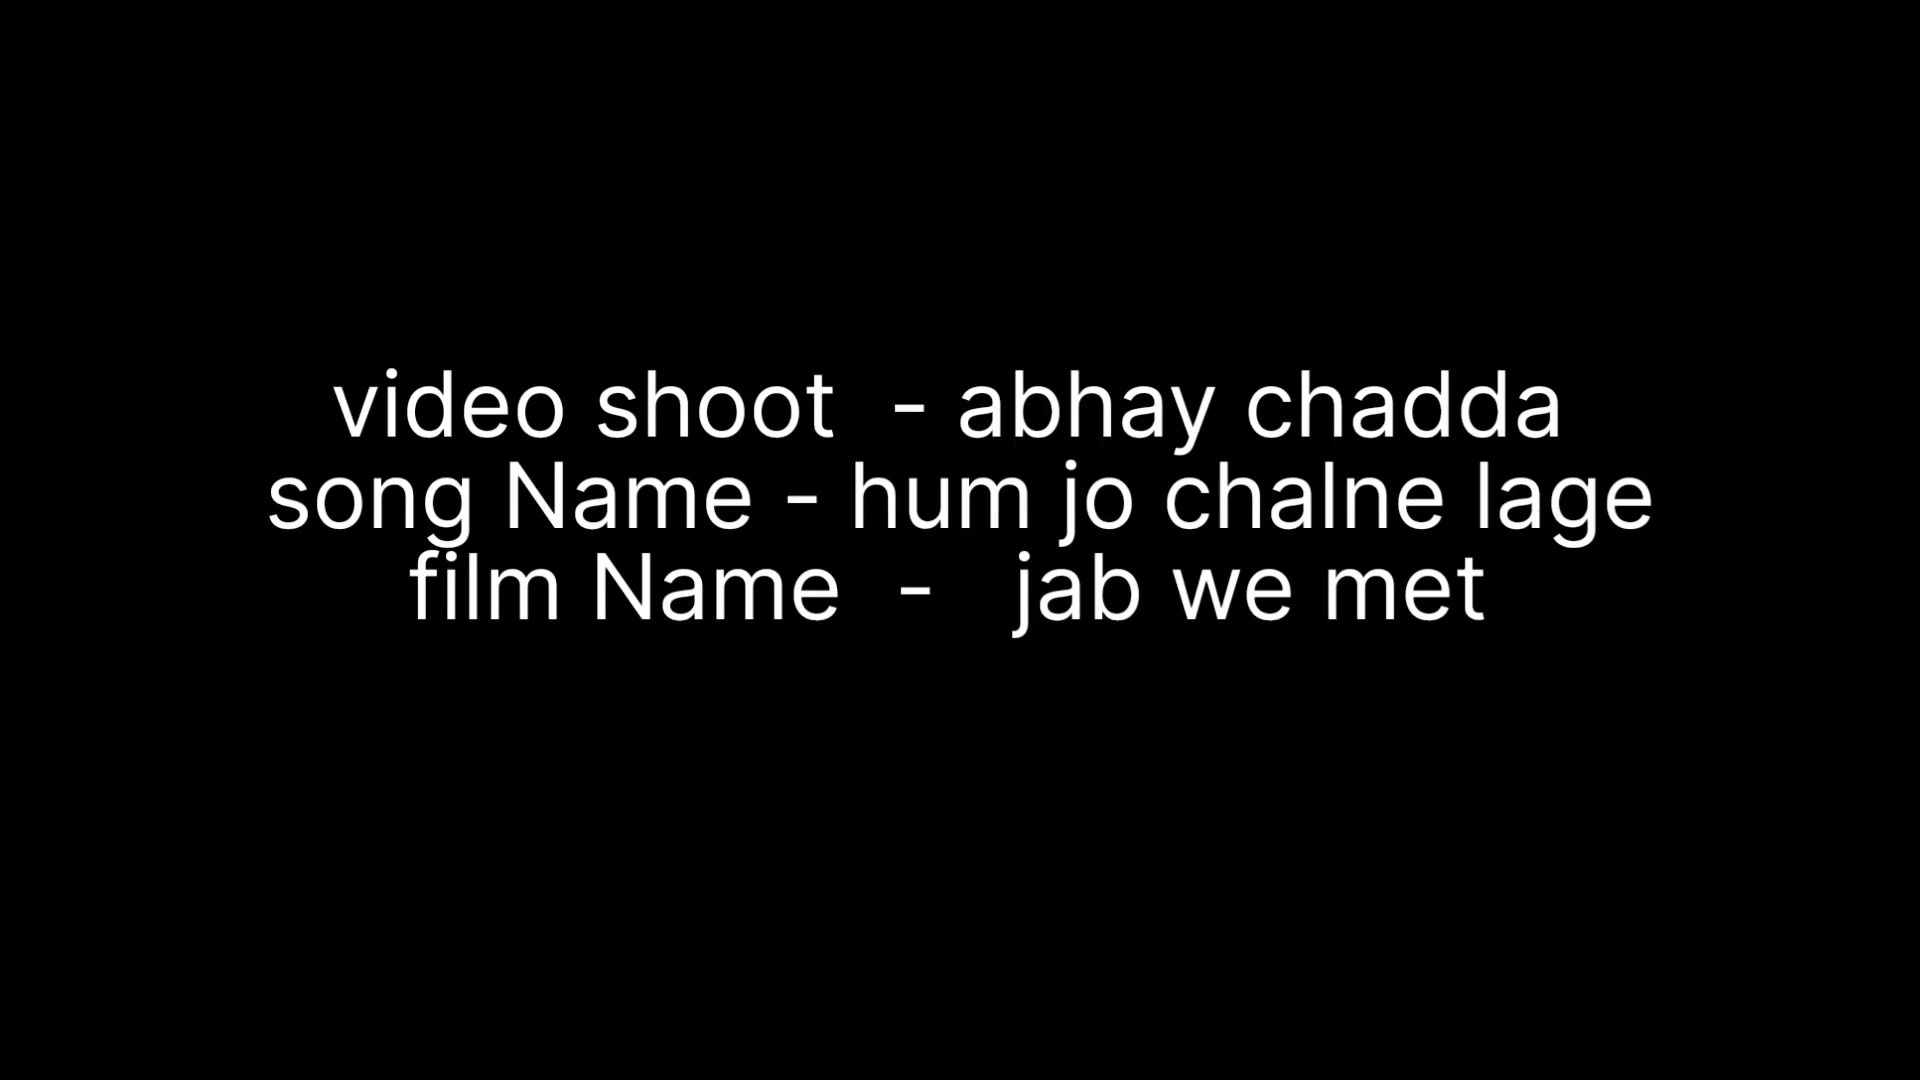 video shoot  - abhay chadda
song Name - hum jo chalne lage
film Name  -   jab we met